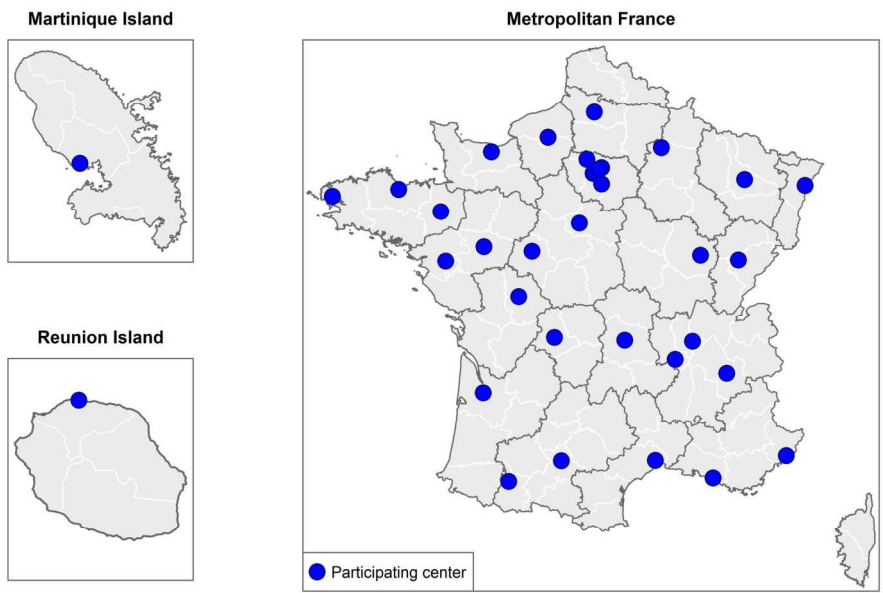 Martinique Island
Metropolitan France
Reunion Island
Participating center